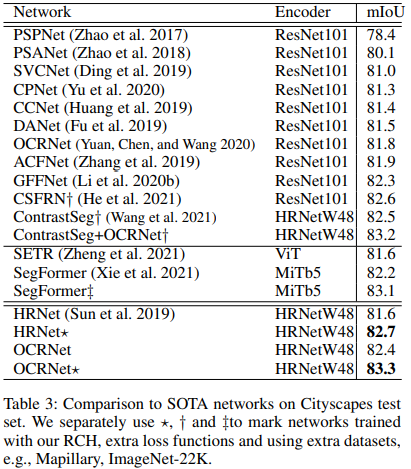 Network Encoder mIoU
PSPNet (Zhao et al. 2017) ResNet101 78.4
PSANet (Zhao et al. 2018) ResNet101 80.1
SVCNet (Ding et al. 2019) ResNet101 81.0
CPNet (Yu et al. 2020) ResNet101 81.3
CCNet (Huang et al. 2019) ResNet101 81.4
DANet (Fu et al. 2019) ResNet101 81.5
OCRNet (Yuan, Chen, and Wang 2020) ResNet101 81.8
ACFNet (Zhang et al. 2019) ResNet101 81.9
GFFNet (Li et al. 2020b) ResNet101 82.3
CSFRN† (He et al. 2021) ResNet101 82.6
ContrastSeg† (Wang et al. 2021) HRNetW48 82.5
ContrastSeg+OCRNet† HRNetW48 83.2
SETR (Zheng et al. 2021) ViT 81.6
SegFormer (Xie et al. 2021) MiTb5 82.2
SegFormer‡ MiTb5 83.1
HRNet (Sun et al. 2019) HRNetW48 81.6
HRNet⋆ HRNetW48 82.7
OCRNet HRNetW48 82.4
OCRNet⋆ HRNetW48 83.3
Table 3: Comparison to SOTA networks on Cityscapes test
set. We separately use ⋆, † and ‡to mark networks trained
with our RCH, extra loss functions and using extra datasets,
e.g., Mapillary, ImageNet-22K.